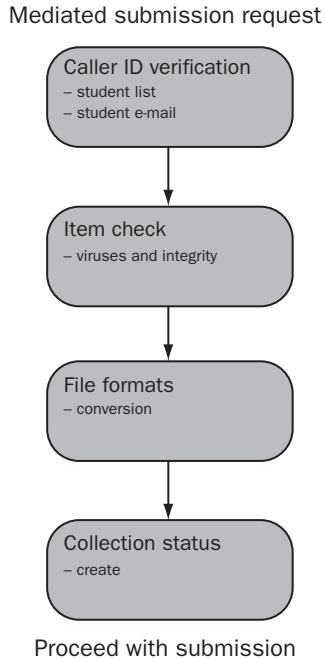 Mediated submission request
Caller ID verification
– student list
– student e-mail
Item check
– viruses and integrity
File formats
– conversion
Collection status
– create
Proceed with submission